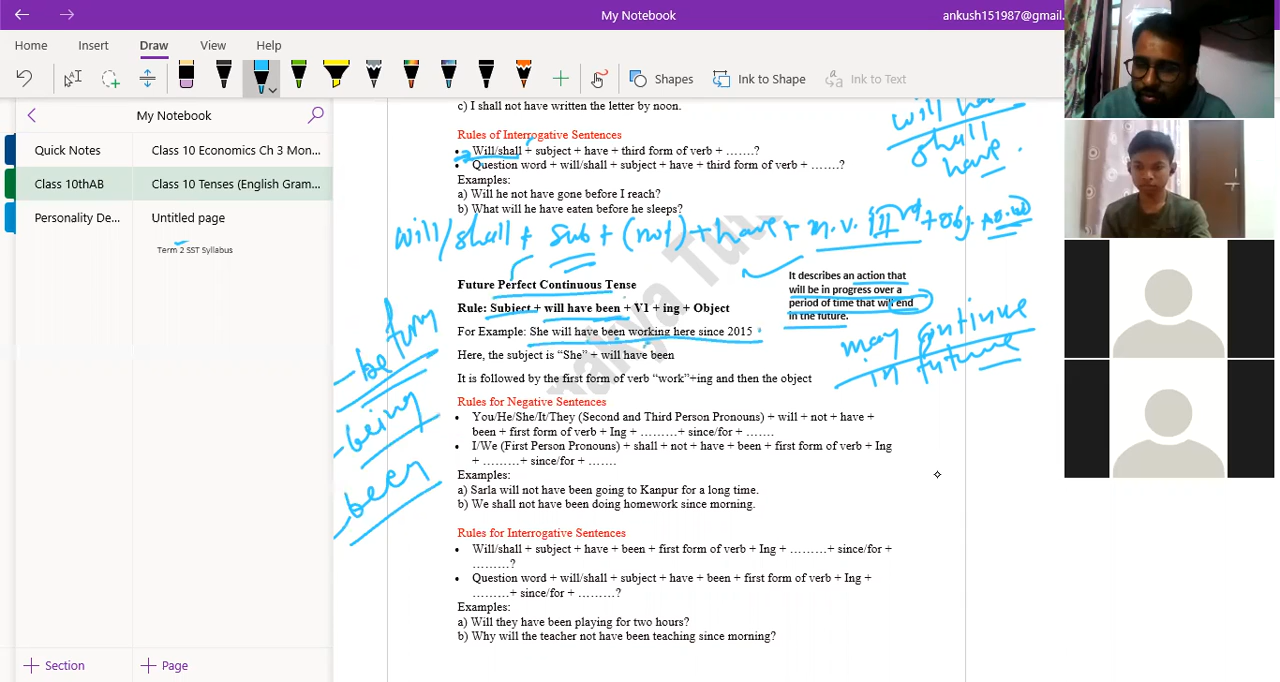 My Notebook
ankush151987@gmail.
Home Insert Draw View Help
Shapes Ink to Shape Ink to Text
My Notebook
Quick Notes
Class 10thAB
Personality De...
Class 10 Economics Ch 3 Mon...
Class 10 Tenses (English Gram...
Untitled page
Term 2 SST Syllabus
Section
Page
c) I shall not have written the letter by noon.
will have
shall
have.
Rules of Interrogative Sentences
• Will/shall + subject + have + third form of verb + …….?
• Question word + will/shall + subject + have + third form of verb + …….?
Examples:
a) Will he not have gone before I reach?
b) What will he have eaten before he sleeps?
will/shall + Sub + (not) + have + m.v. IIIrd + Obj.
Future Perfect Continuous Tense
It describes an action that
will be in progress over a
period of time that will end
in the future.
Rule: Subject + will have been + V1 + ing + Object
For Example: She will have been working here since 2015
may continue
in future
Here, the subject is “She” + will have been
It is followed by the first form of verb “work”+ing and then the object
- be form
- being
- been
Rules for Negative Sentences
• You/He/She/It/They (Second and Third Person Pronouns) + will + not + have +
been + first form of verb + Ing + ………+ since/for + …….
• I/We (First Person Pronouns) + shall + not + have + been + first form of verb + Ing
+ ………+ since/for + …….
Examples:
a) Sarla will not have been going to Kanpur for a long time.
b) We shall not have been doing homework since morning.
Rules for Interrogative Sentences
• Will/shall + subject + have + been + first form of verb + Ing + ………+ since/for +
………?
• Question word + will/shall + subject + have + been + first form of verb + Ing +
………+ since/for + ………?
Examples:
a) Will they have been playing for two hours?
b) Why will the teacher not have been teaching since morning?